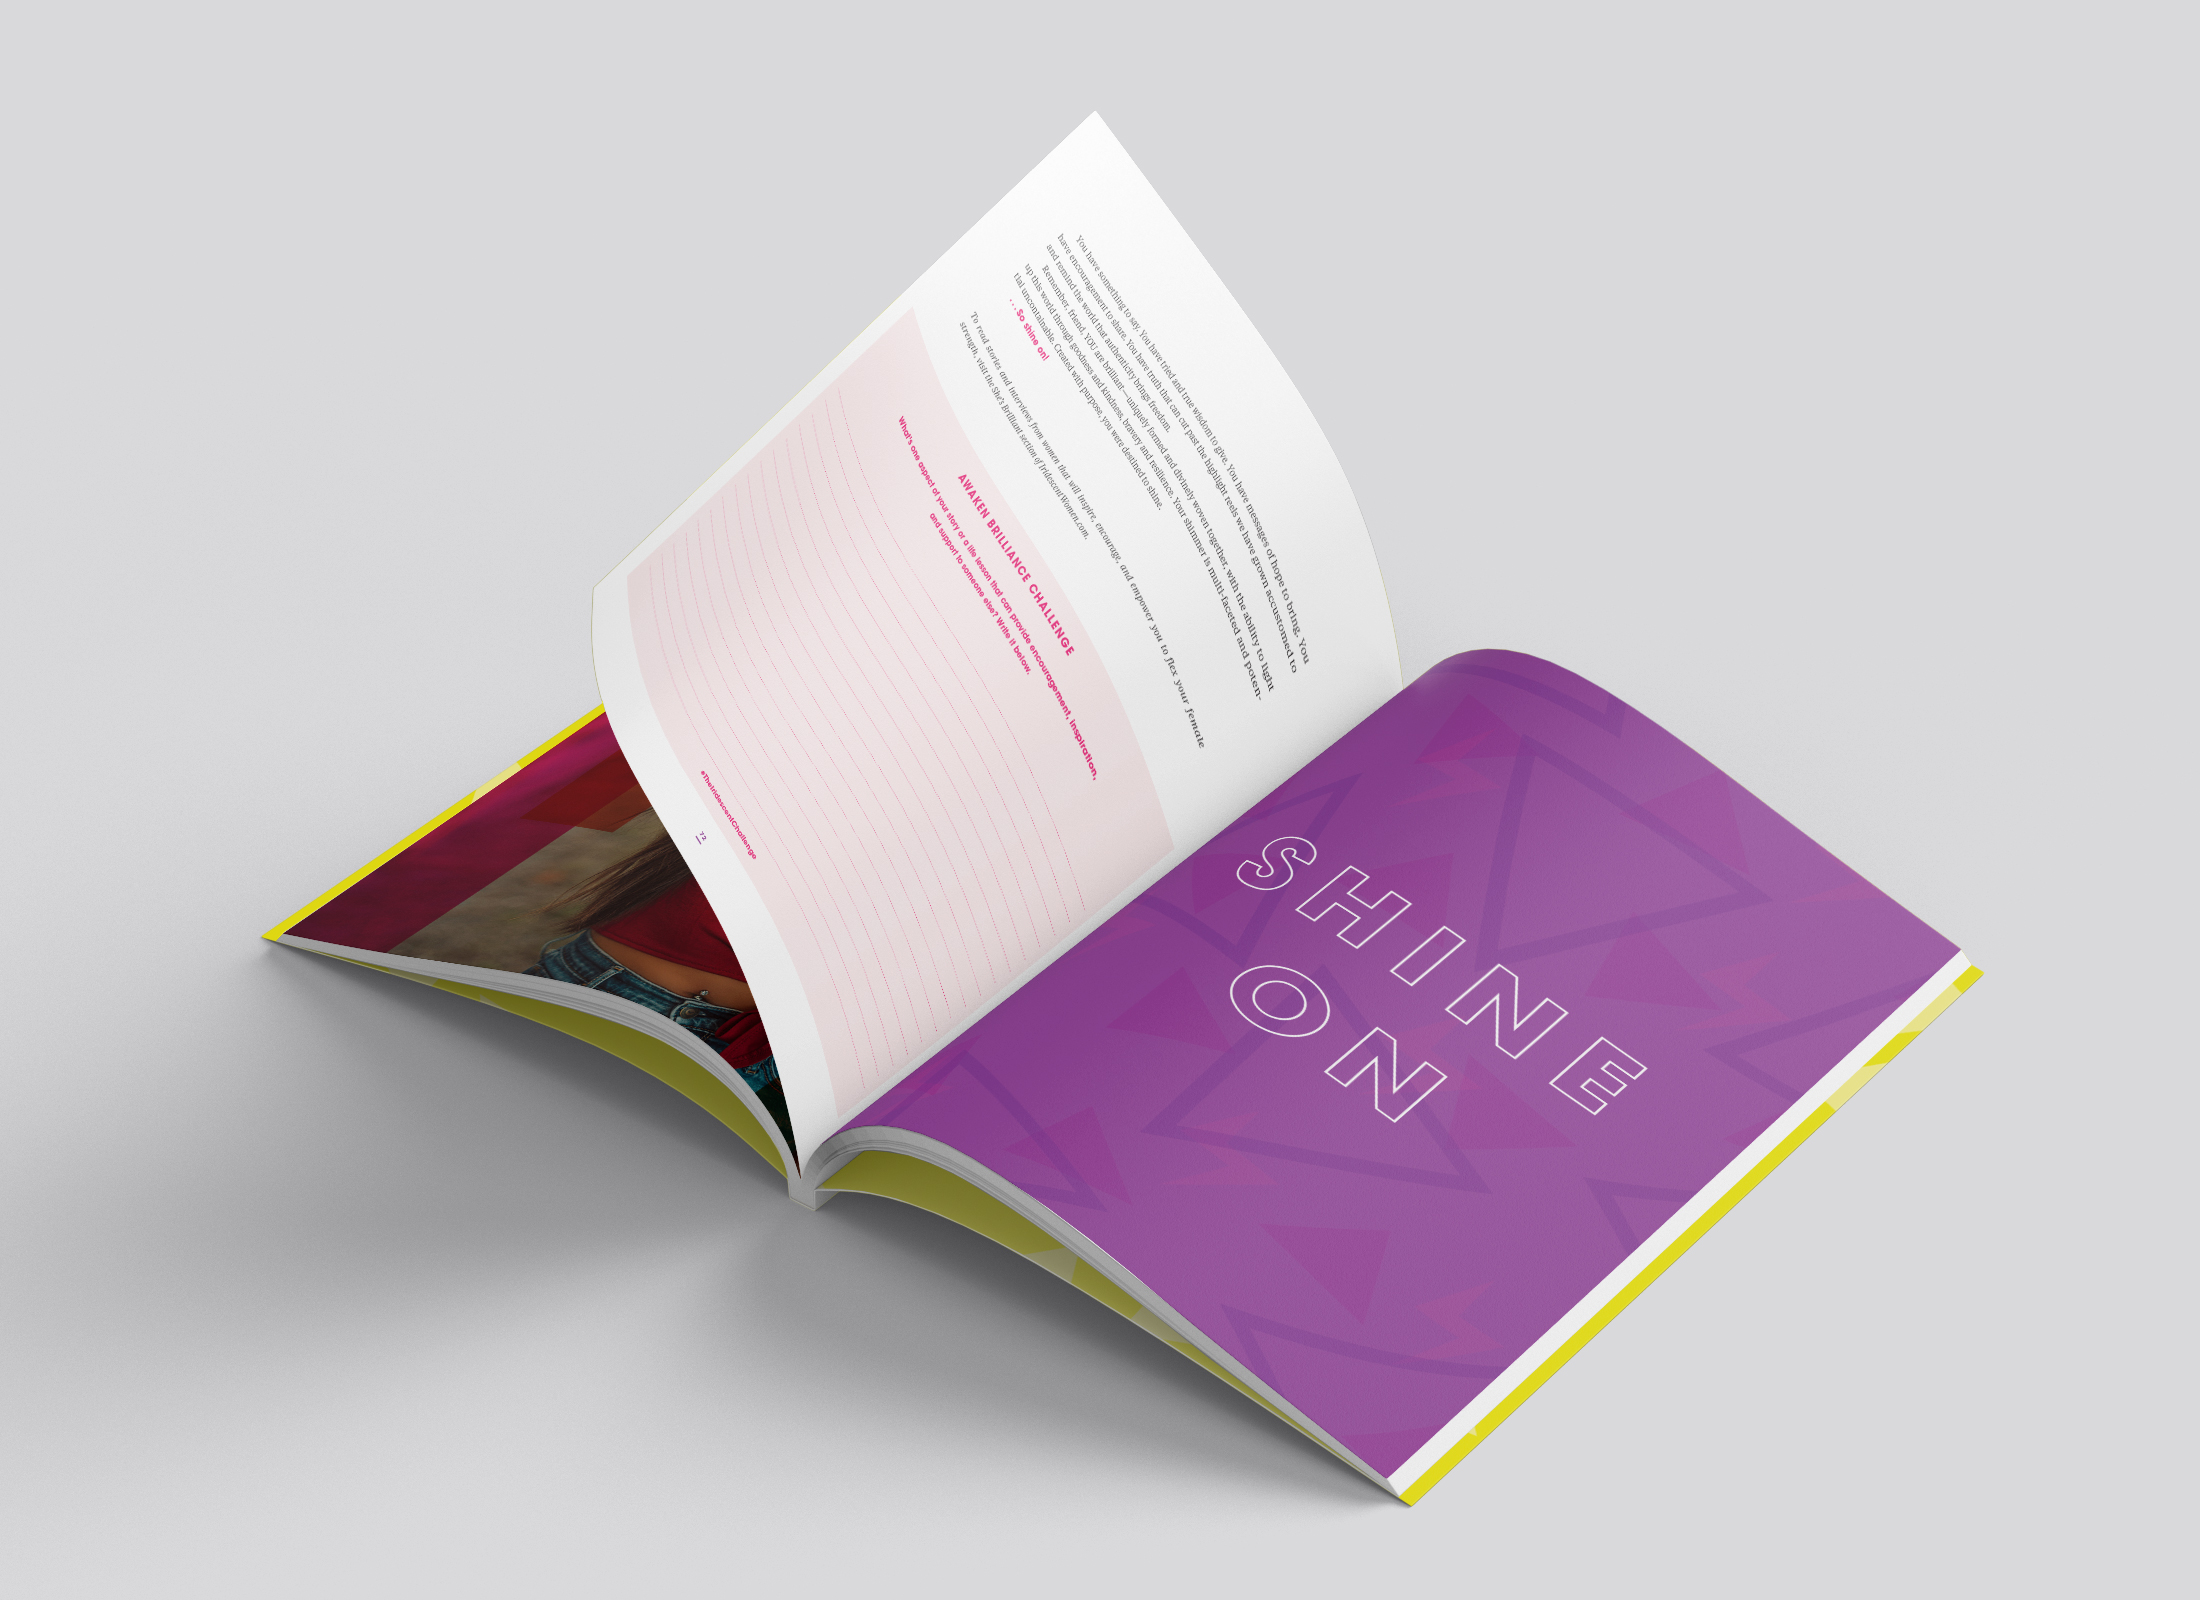 You have something to say. You have tried and true wisdom to give. You have messages of hope to bring. You
have encouragement to share. You have truth that can cut past the highlight reels we have grown accustomed to
and remind the world that authenticity brings freedom.
Remember, friend, YOU are brilliant—uniquely formed and divinely woven together, with the ability to light
up this world through goodness and kindness, bravery and resilience. Your shimmer is multi-faceted and poten-
tial uncontainable. Created with purpose, you were destined to shine.
. . . So shine on!
To read stories and interviews from women that will inspire, encourage, and empower you to flex your female
strength, visit the She's Brilliant section of IridescentWomen.com.
AWAKEN BRILLIANCE CHALLENGE
What's one aspect of your story or a life lesson that can provide encouragement, inspiration,
and support to someone else? Write it below.
#TheIridescentChallenge
72
SHINE
ON